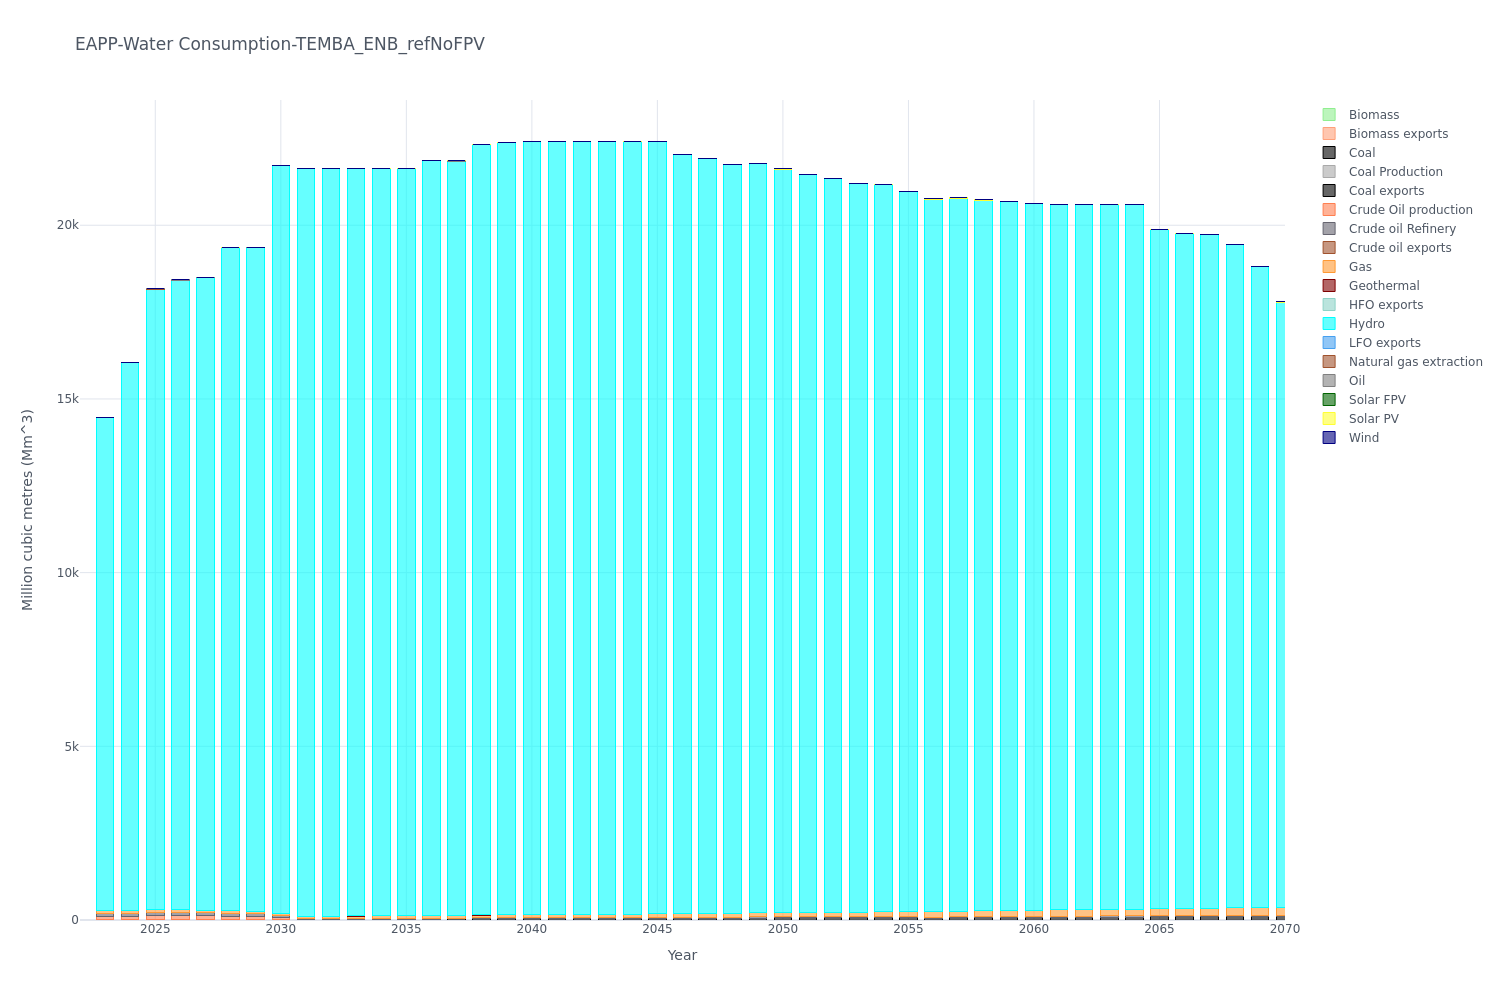 EAPP-Water Consumption-TEMBA_ENB_refNoFPV
Million cubic metres (Mm^3)
20k
15k
10k
5k
0
2025
2030
2035
2040
2045
2050
2055
2060
2065
2070
Year
Biomass
Biomass exports
Coal
Coal Production
Coal exports
Crude Oil production
Crude oil Refinery
Crude oil exports
Gas
Geothermal
HFO exports
Hydro
LFO exports
Natural gas extraction
Oil
Solar FPV
Solar PV
Wind